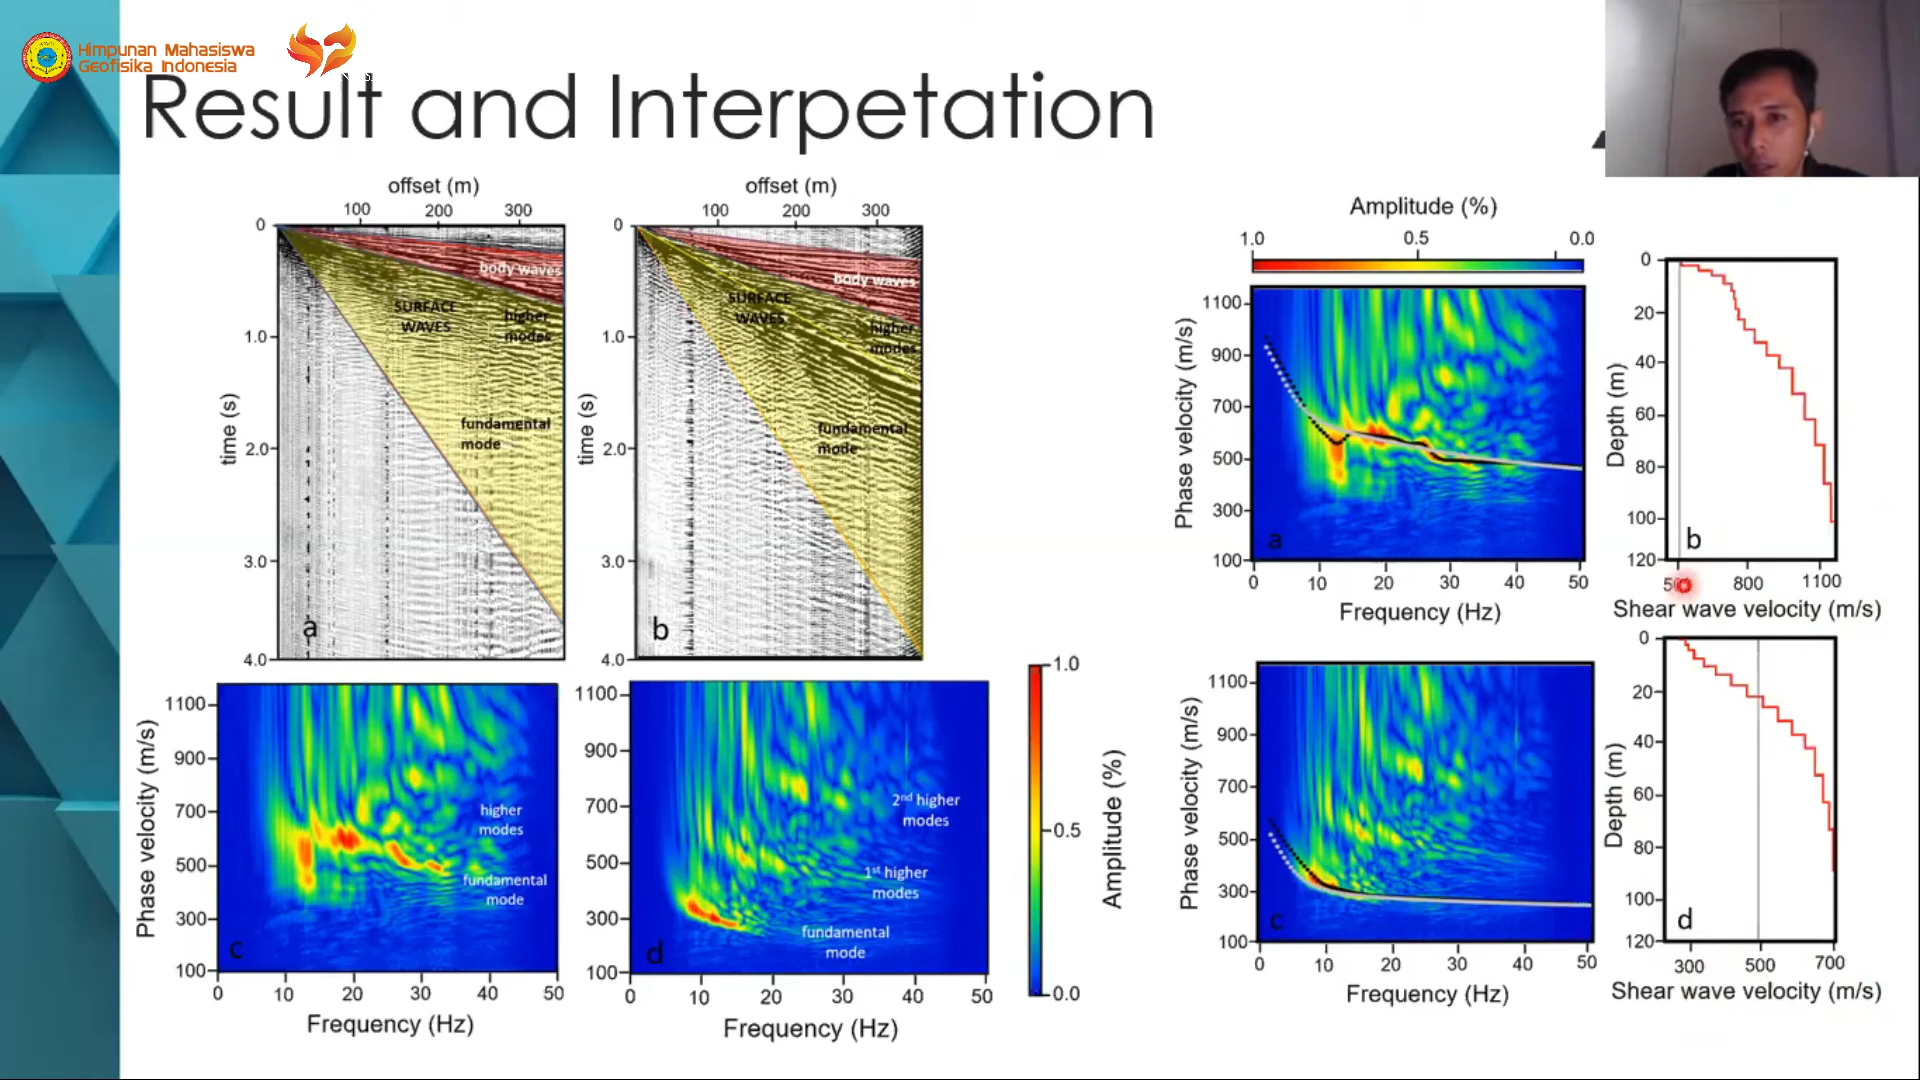 Himpunan Mahasiswa
Geofisika Indonesia
Result and Interpetation
offset (m)
100 200 300
0
1.0
2.0
3.0
4.0
time (s)
body waves
SURFACE
WAVES
higher
modes
fundamental
mode
a
offset (m)
100 200 300
0
1.0
2.0
3.0
4.0
time (s)
body waves
SURFACE
WAVES
higher
modes
fundamental
mode
b
1100
900
700
500
300
100
Phase velocity (m/s)
higher
modes
fundamental
mode
c
0 10 20 30 40 50
Frequency (Hz)
1100
900
700
500
300
100
2nd higher
modes
1st higher
modes
fundamental
mode
d
0 10 20 30 40 50
Frequency (Hz)
1.0
0.5
0.0
Amplitude (%)
Amplitude (%)
1.0 0.5 0.0
1100
900
700
500
300
100
Phase velocity (m/s)
a
0 10 20 30 40 50
Frequency (Hz)
0
20
40
60
80
100
120
Depth (m)
b
800 1100
Shear wave velocity (m/s)
1100
900
700
500
300
100
Phase velocity (m/s)
c
0 10 20 30 40 50
Frequency (Hz)
0
20
40
60
80
100
120
Depth (m)
d
300 500 700
Shear wave velocity (m/s)